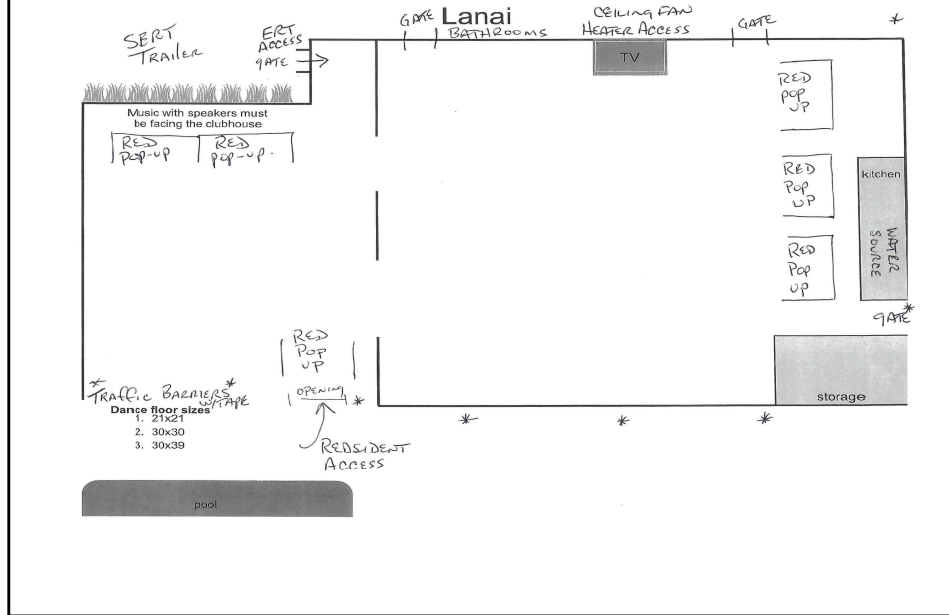 GATE
Lanai
BATHROOMS
CEILING FAN
HEATER ACCESS
GATE
*
SERT
TRAILER
ERT
ACCESS
gATE
TV
Music with speakers must
be facing the clubhouse
RED
POP-UP
RED
POP-UP.
RED
POP
UP
RED
POP
UP
RED
POP
UP
kitchen
WATER
SOURCE
gATE
*
storage
RED
POP
UP
OPENING
*
* TRAFFIC BARRIERS *
W/TAPE
Dance floor sizes
1. 21x21
2. 30x30
3. 30x39
* * *
REDSIDENT
ACCESS
pool